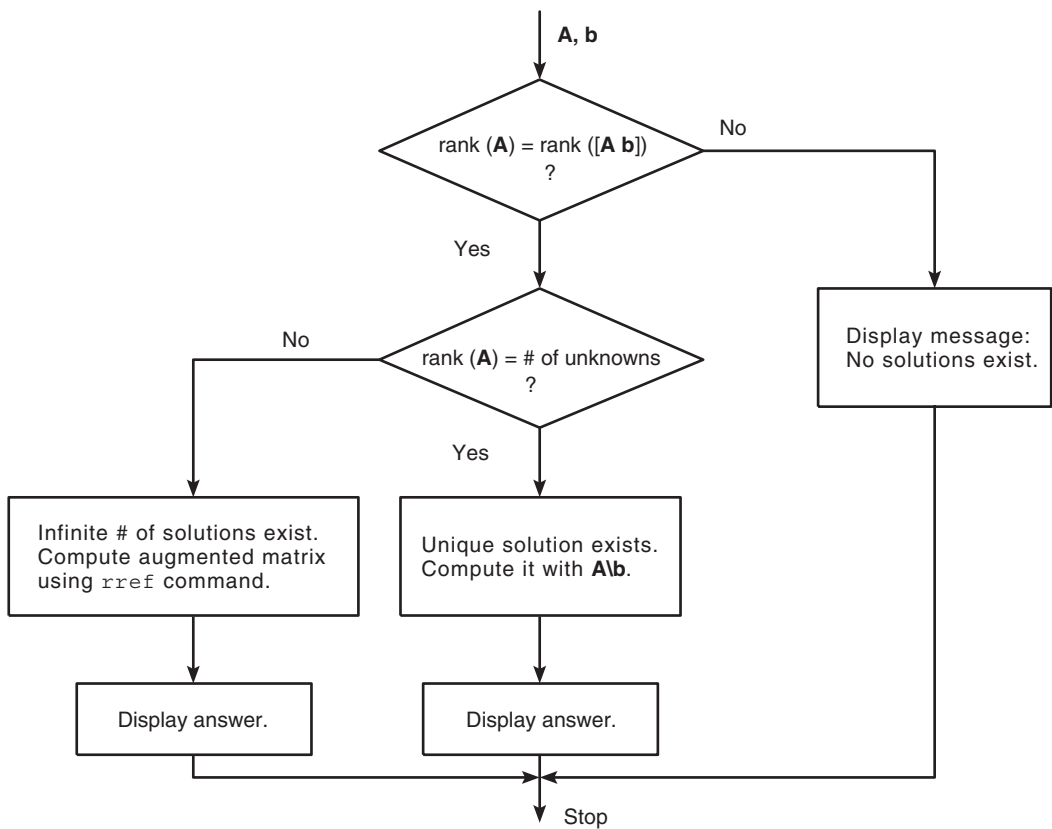 A, b
rank (A) = rank ([A b])
?
No
Yes
rank (A) = # of unknowns
?
No
Yes
Display message:
No solutions exist.
Infinite # of solutions exist.
Compute augmented matrix
using rref command.
Unique solution exists.
Compute it with A\b.
Display answer.
Display answer.
Stop